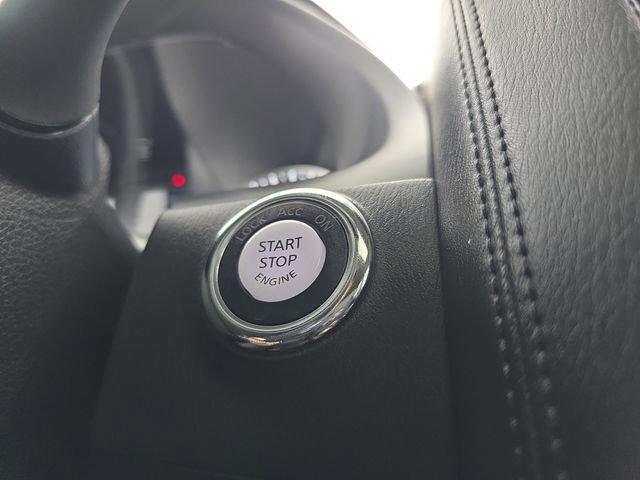 LOCK Acc ON
START
STOP
ENGINE